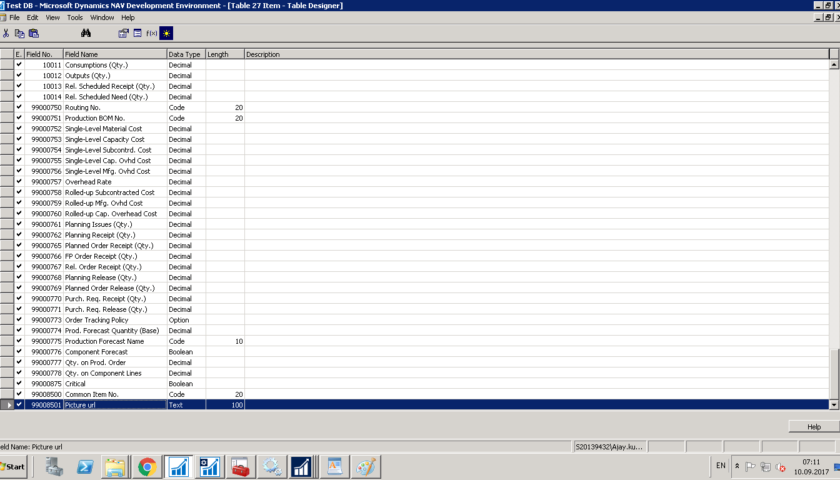 Test DB - Microsoft Dynamics NAV Development Environment - [Table 27 Item - Table Designer]
File Edit View Tools Window Help
E. Field No. Field Name Data Type Length Description
10011 Consumptions (Qty.) Decimal
10012 Outputs (Qty.) Decimal
10013 Rel. Scheduled Receipt (Qty.) Decimal
10014 Rel. Scheduled Need (Qty.) Decimal
99000750 Routing No. Code 20
99000751 Production BOM No. Code 20
99000752 Single-Level Material Cost Decimal
99000753 Single-Level Capacity Cost Decimal
99000754 Single-Level Subcontrd. Cost Decimal
99000755 Single-Level Cap. Ovhd Cost Decimal
99000756 Single-Level Mfg. Ovhd Cost Decimal
99000757 Overhead Rate Decimal
99000758 Rolled-up Subcontracted Cost Decimal
99000759 Rolled-up Mfg. Ovhd Cost Decimal
99000760 Rolled-up Cap. Overhead Cost Decimal
99000761 Planning Issues (Qty.) Decimal
99000762 Planning Receipt (Qty.) Decimal
99000765 Planned Order Receipt (Qty.) Decimal
99000766 FP Order Receipt (Qty.) Decimal
99000767 Rel. Order Receipt (Qty.) Decimal
99000768 Planning Release (Qty.) Decimal
99000769 Planned Order Release (Qty.) Decimal
99000770 Purch. Req. Receipt (Qty.) Decimal
99000771 Purch. Req. Release (Qty.) Decimal
99000773 Order Tracking Policy Option
99000774 Prod. Forecast Quantity (Base) Decimal
99000775 Production Forecast Name Code 10
99000776 Component Forecast Boolean
99000777 Qty. on Prod. Order Decimal
99000778 Qty. on Component Lines Decimal
99000875 Critical Boolean
99008500 Common Item No. Code 20
99008501 Picture url Text 100
Help
eld Name: Picture url S20139432\Ajay.ku...
Start EN 07:11
10.09.2017